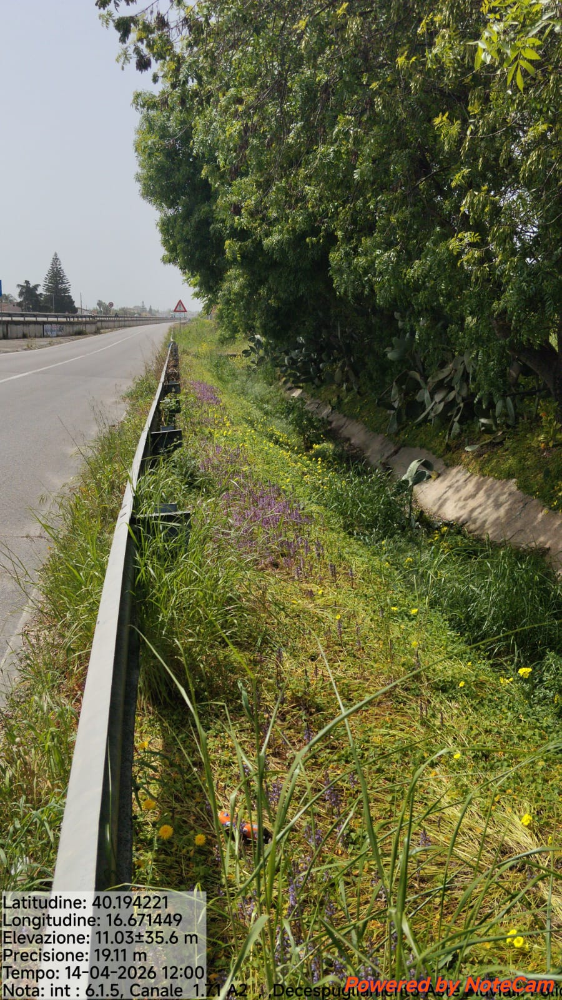 Latitudine: 40.194221
Longitudine: 16.671449
Elevazione: 11.03±35.6 m
Precisione: 19.11 m
Tempo: 14-04-2026 12:00
Nota: int : 6.1.5, Canale 1.71 A2 , ,Decespugliamento
Powered by NoteCam